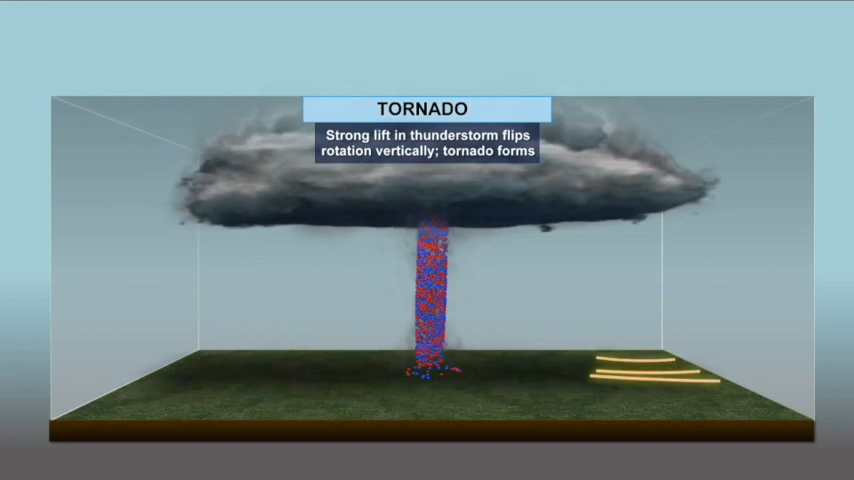 TORNADO
Strong lift in thunderstorm flips
rotation vertically; tornado forms